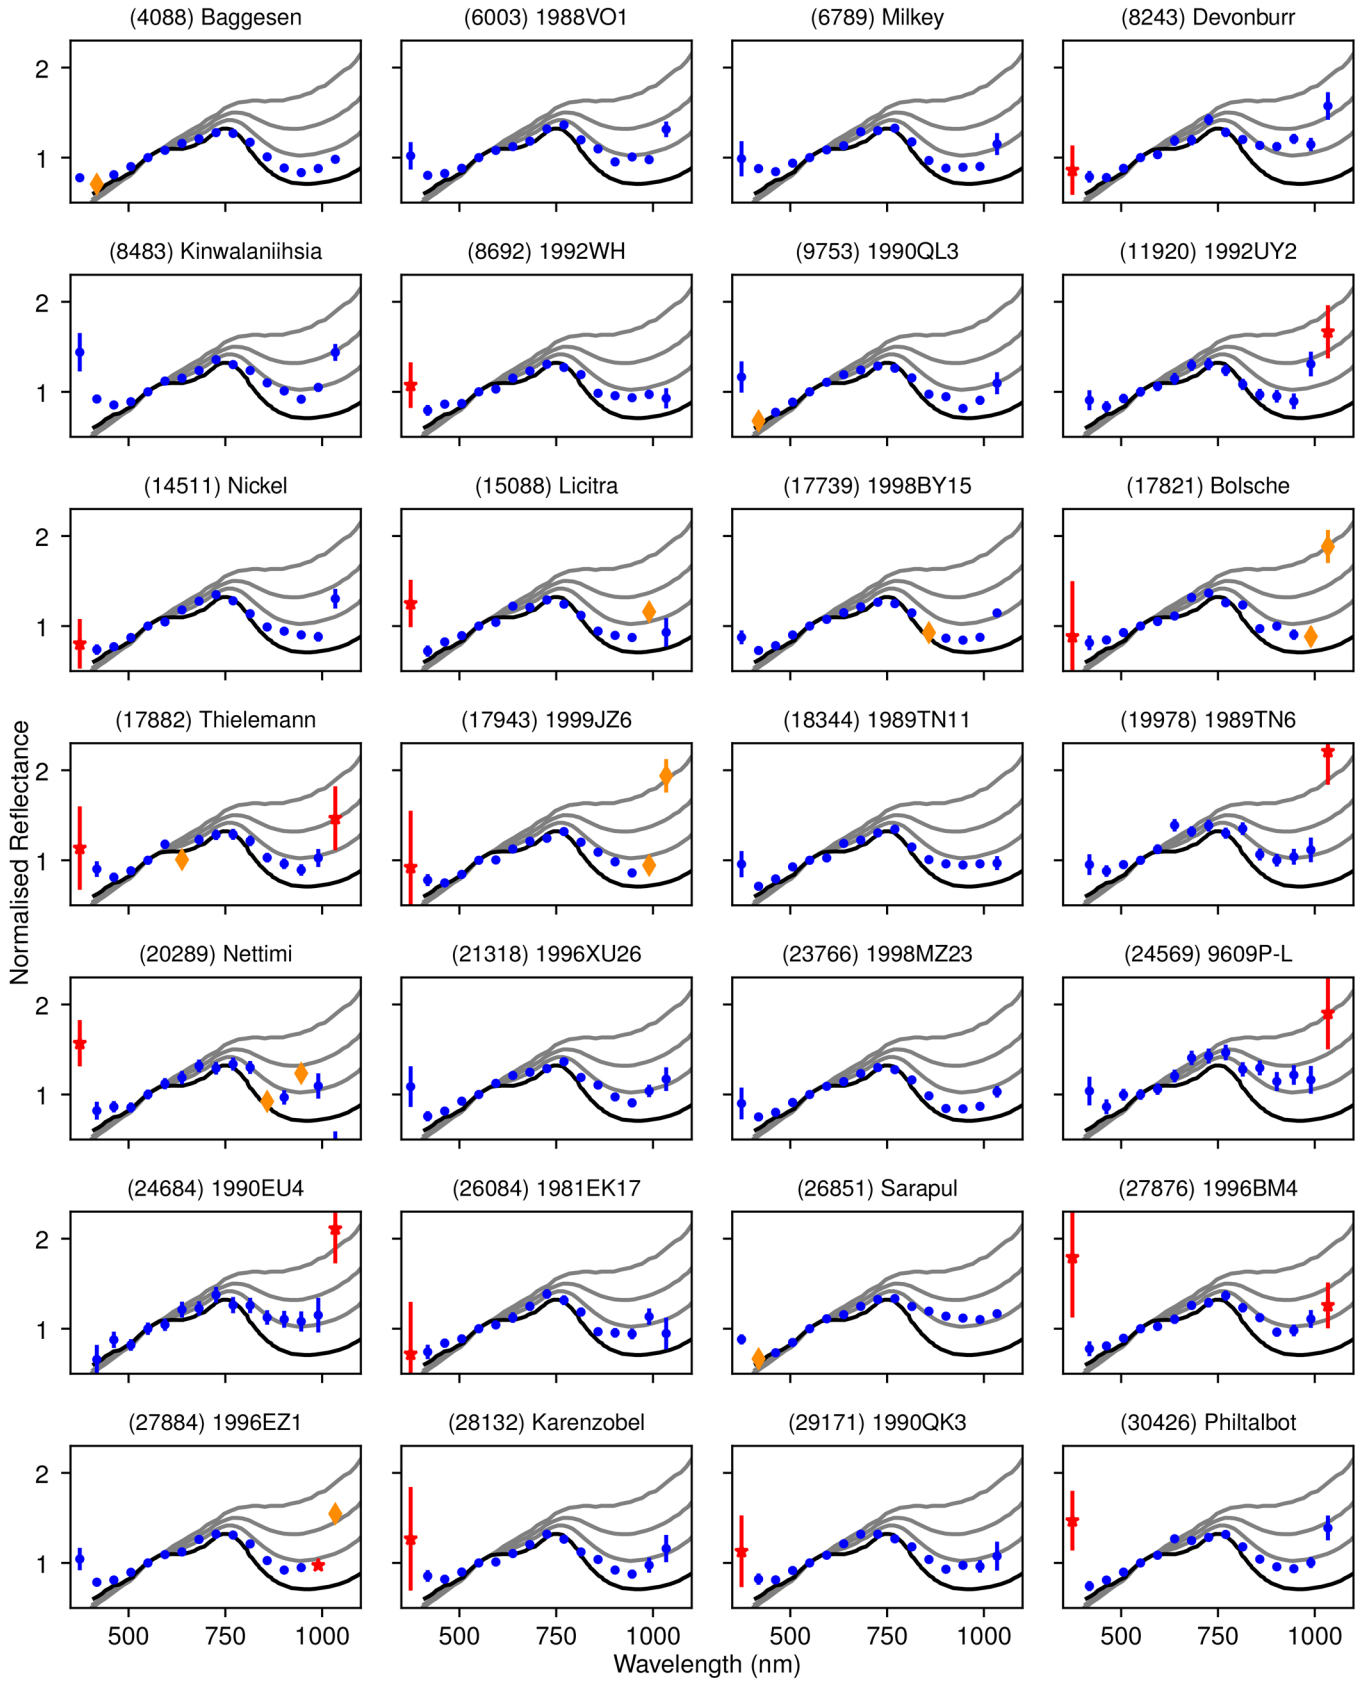 (4088) Baggesen (6003) 1988VO1 (6789) Milkey (8243) Devonburr
2
1
(8483) Kinwalaniihsia (8692) 1992WH (9753) 1990QL3 (11920) 1992UY2
2
1
(14511) Nickel (15088) Licitra (17739) 1998BY15 (17821) Bolsche
2
1
(17882) Thielemann (17943) 1999JZ6 (18344) 1989TN11 (19978) 1989TN6
2
1
Normalised Reflectance
(20289) Nettimi (21318) 1996XU26 (23766) 1998MZ23 (24569) 9609P-L
2
1
(24684) 1990EU4 (26084) 1981EK17 (26851) Sarapul (27876) 1996BM4
2
1
(27884) 1996EZ1 (28132) Karenzobel (29171) 1990QK3 (30426) Philtalbot
2
1
500 750 1000 500 750 1000 500 750 1000 500 750 1000
Wavelength (nm)